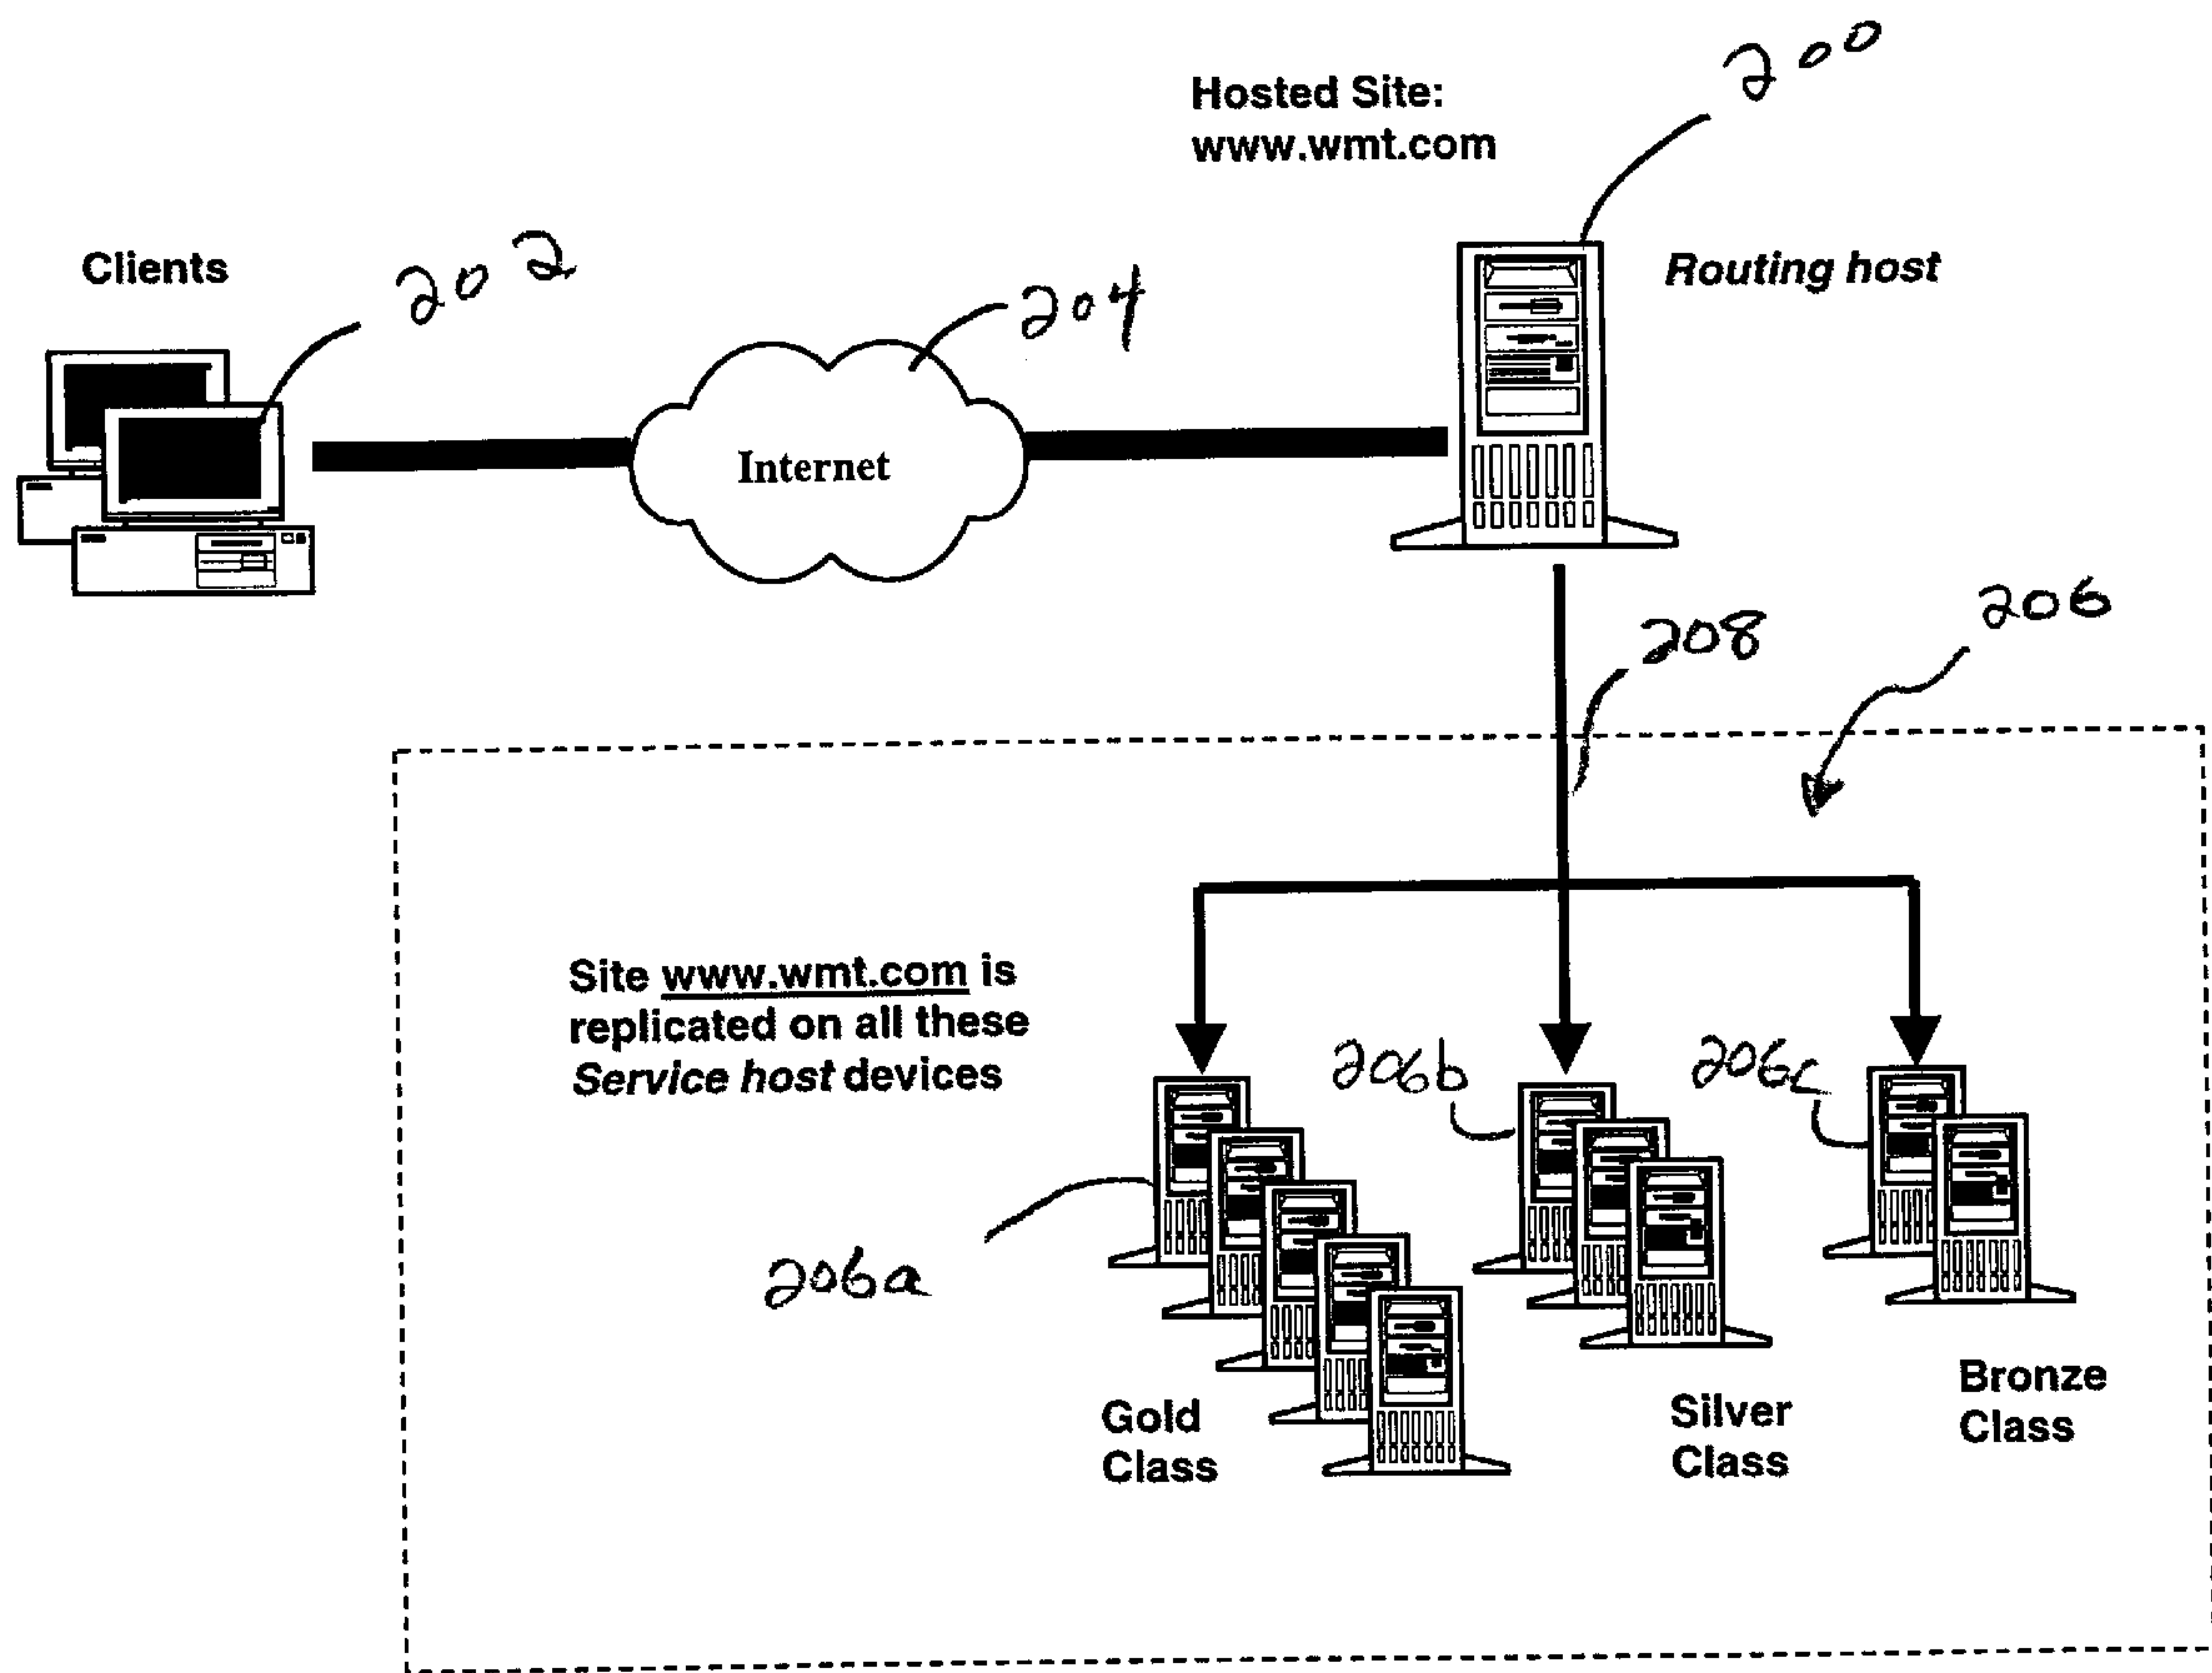 200
Hosted Site:
www.wmt.com
Clients
202
204
Routing host
Internet
206
208
Site www.wmt.com is
replicated on all these
Service host devices
206b
206c
206a
Gold
Class
Silver
Class
Bronze
Class